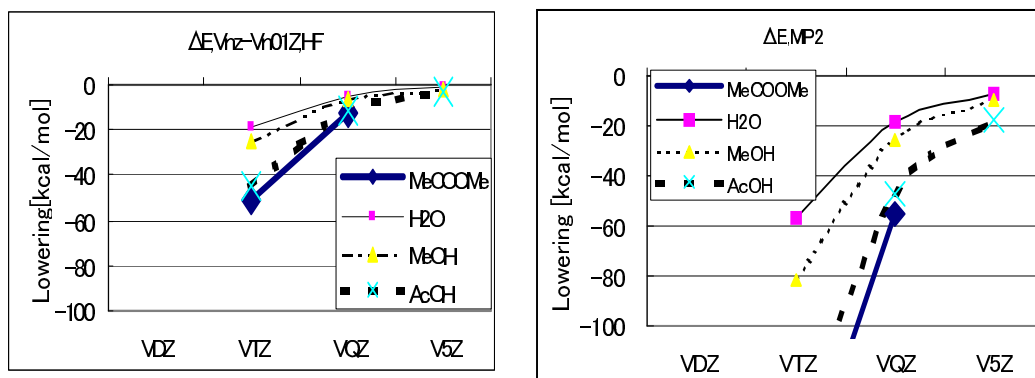 ΔE,Vnz-Vn01Z,HF
Lowering[kcal/mol]
0
-20
-40
-60
-80
-100
VDZ
VTZ
VQZ
V5Z
MeCOOMe
H2O
MeOH
AcOH
ΔE,MP2
Lowering [kcal/mol]
0
-20
-40
-60
-80
-100
VDZ
VTZ
VQZ
V5Z
MeCOOMe
H2O
MeOH
AcOH